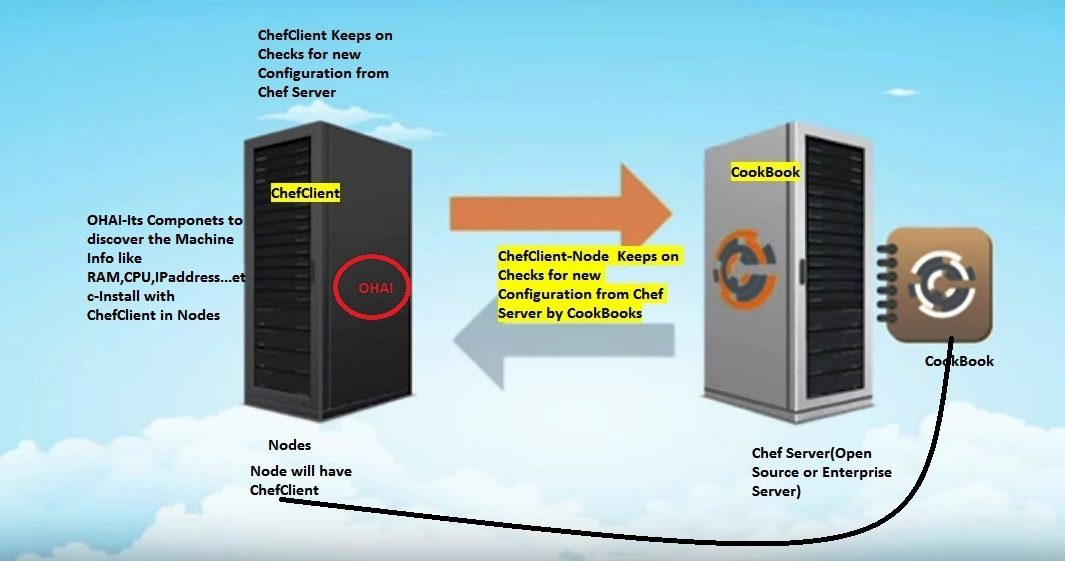 ChefClient Keeps on
Checks for new
Configuration from
Chef Server
ChefClient
CookBook
OHAI-Its Componets to
discover the Machine
Info like
RAM,CPU,IPaddress...et
c-Install with
ChefClient in Nodes
OHAI
ChefClient-Node  Keeps on
Checks for new
Configuration from Chef
Server by CookBooks
CookBook
Nodes
Node will have
ChefClient
Chef Server(Open
Source or Enterprise
Server)